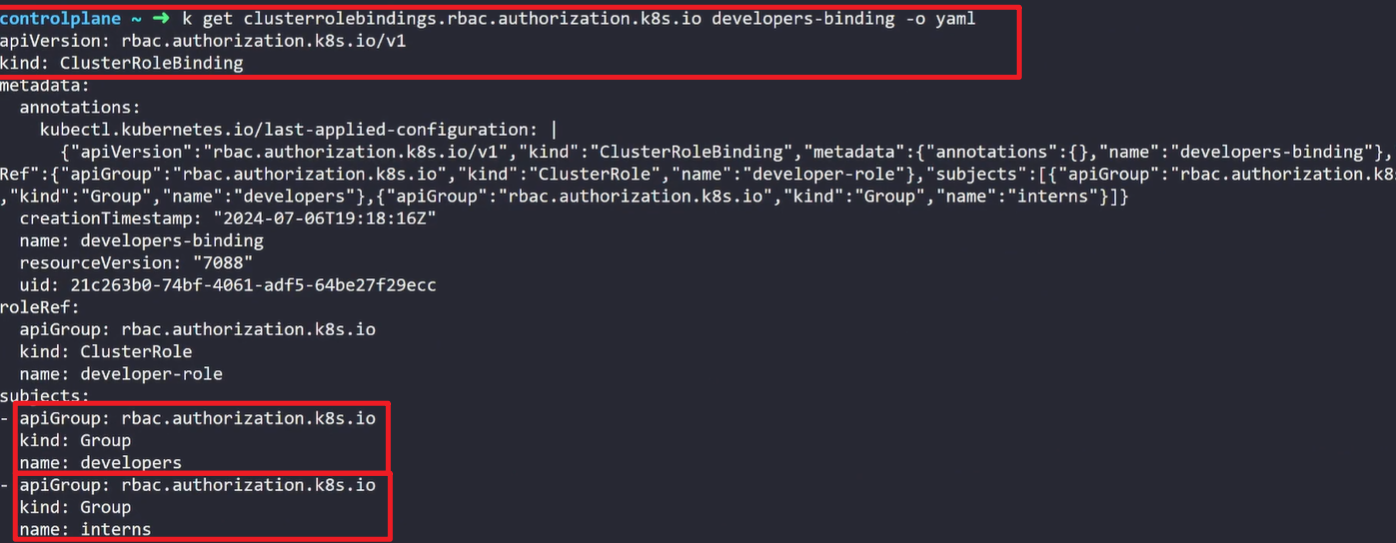 controlplane ~ ➜ k get clusterrolebindings.rbac.authorization.k8s.io developers-binding -o yaml
apiVersion: rbac.authorization.k8s.io/v1
kind: ClusterRoleBinding
metadata:
  annotations:
    kubectl.kubernetes.io/last-applied-configuration: |
      {"apiVersion":"rbac.authorization.k8s.io/v1","kind":"ClusterRoleBinding","metadata":{"annotations":{},"name":"developers-binding"},
Ref":{"apiGroup":"rbac.authorization.k8s.io","kind":"ClusterRole","name":"developer-role"},"subjects":[{"apiGroup":"rbac.authorization.k8s
,"kind":"Group","name":"developers"},{"apiGroup":"rbac.authorization.k8s.io","kind":"Group","name":"interns"}]}
  creationTimestamp: "2024-07-06T19:18:16Z"
  name: developers-binding
  resourceVersion: "7088"
  uid: 21c263b0-74bf-4061-adf5-64be27f29ecc
roleRef:
  apiGroup: rbac.authorization.k8s.io
  kind: ClusterRole
  name: developer-role
subjects:
- apiGroup: rbac.authorization.k8s.io
  kind: Group
  name: developers
- apiGroup: rbac.authorization.k8s.io
  kind: Group
  name: interns